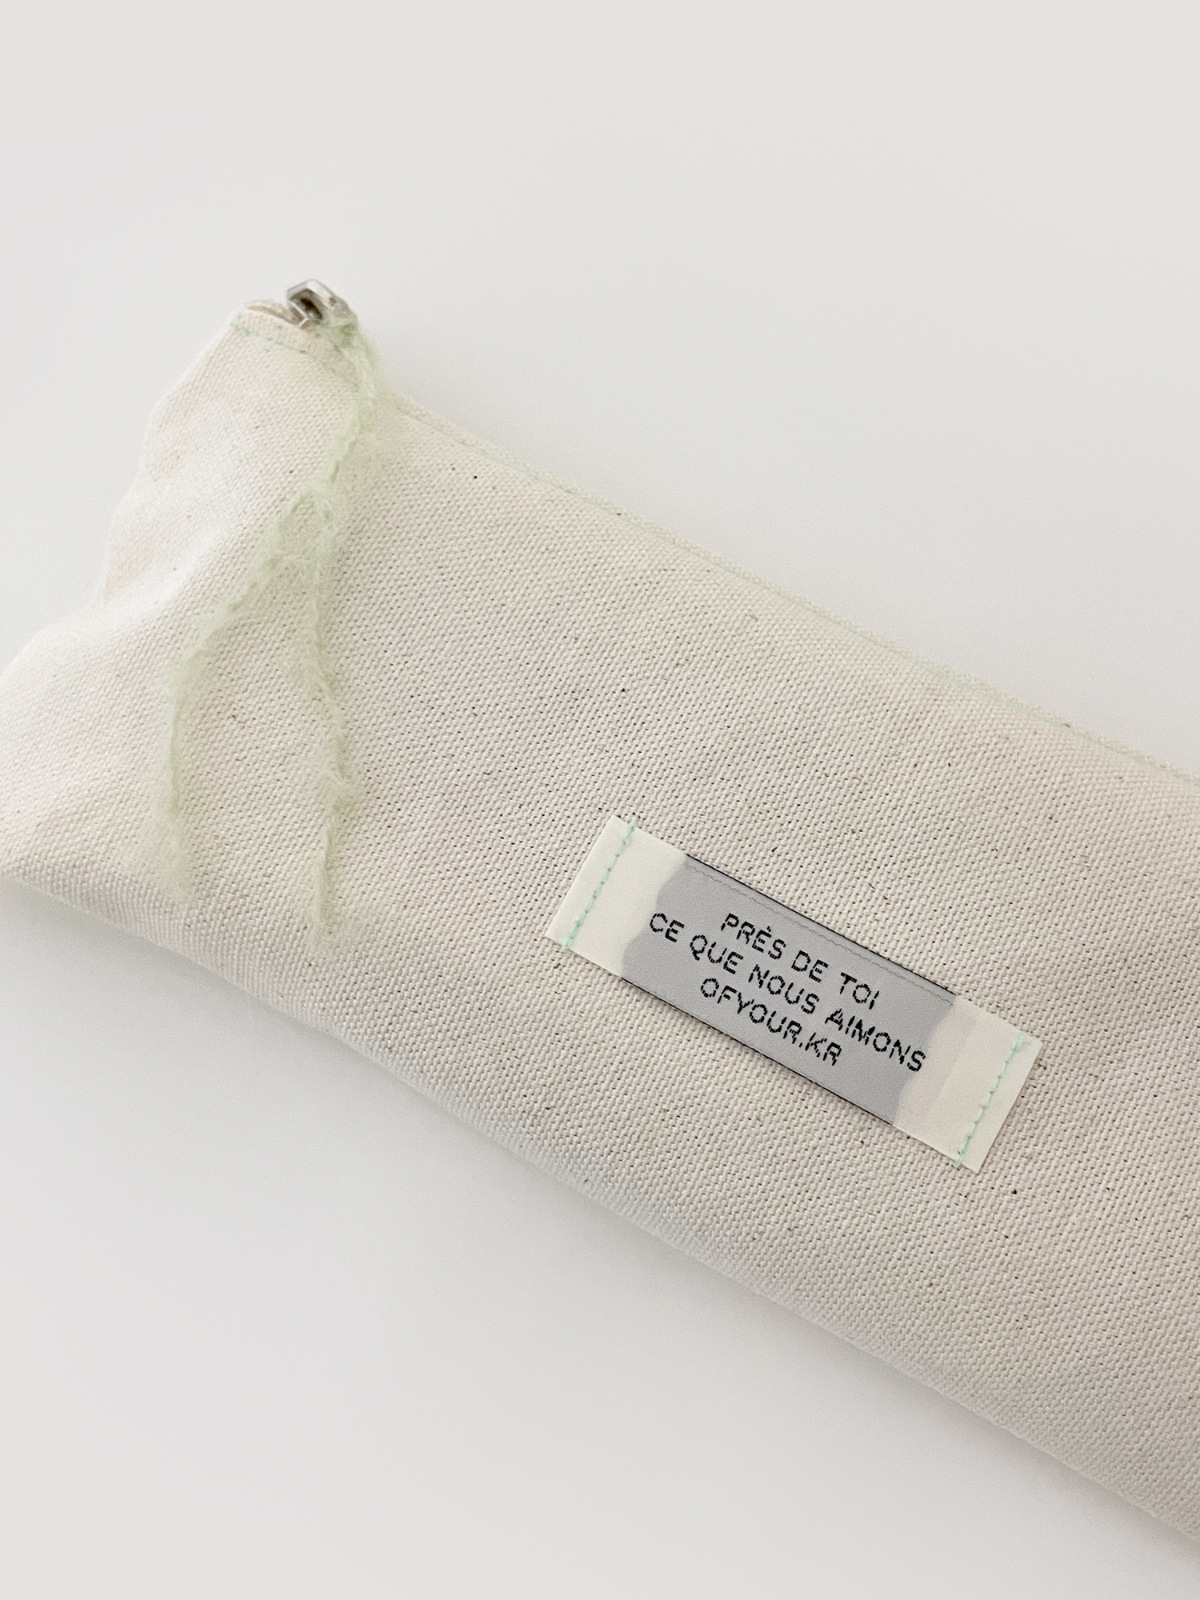 PRÈS DE TOI
CE QUE NOUS AIMONS
OFYOUR.KR